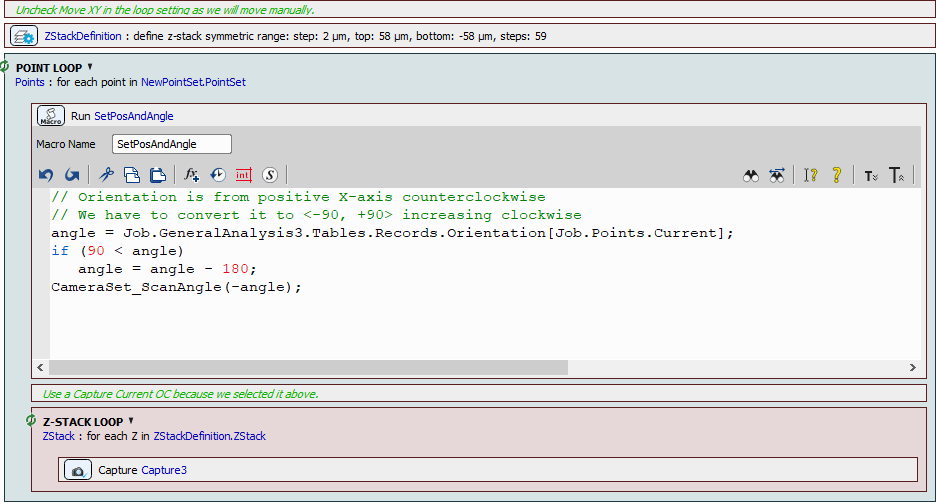 Uncheck Move XY in the loop setting as we will move manually.
ZStackDefinition : define z-stack symmetric range: step: 2 µm, top: 58 µm, bottom: -58 µm, steps: 59
POINT LOOP
Points : for each point in NewPointSet.PointSet
Macro Run SetPosAndAngle
Macro Name SetPosAndAngle
fx int S T T
// Orientation is from positive X-axis counterclockwise
// We have to convert it to <-90, +90> increasing clockwise
angle = Job.GeneralAnalysis3.Tables.Records.Orientation[Job.Points.Current];
if (90 < angle)
angle = angle - 180;
CameraSet_ScanAngle(-angle);
Use a Capture Current OC because we selected it above.
Z-STACK LOOP
ZStack : for each Z in ZStackDefinition.ZStack
Capture Capture3